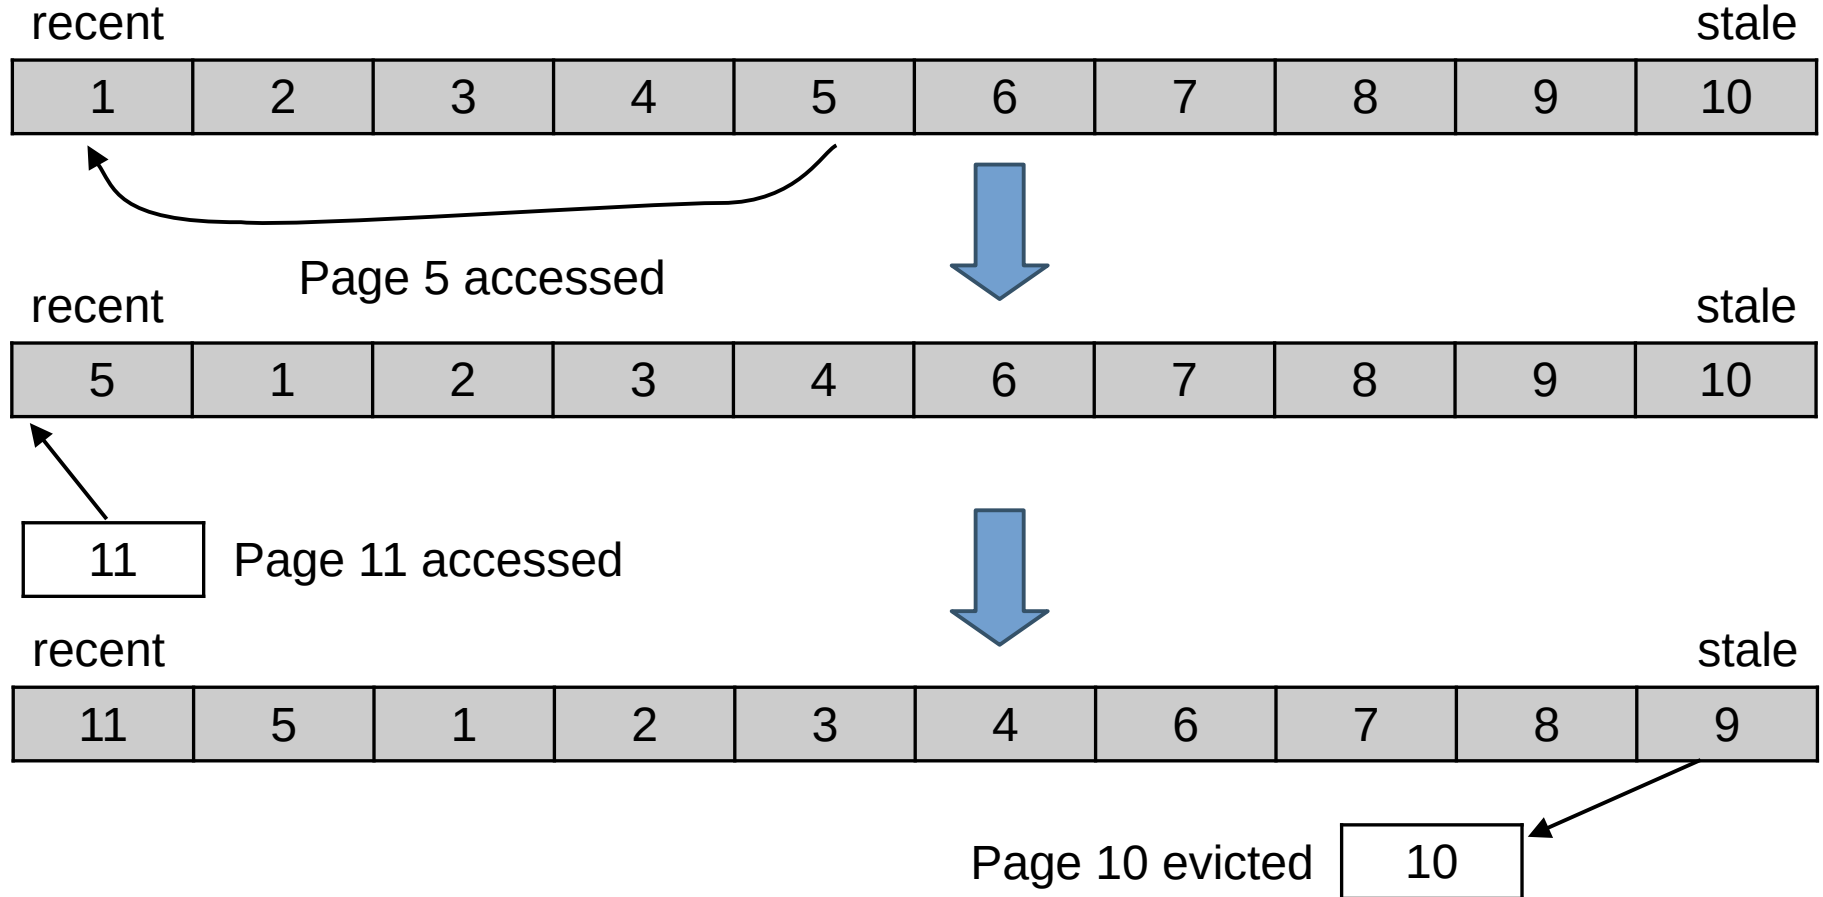 recent stale
1 2 3 4 5 6 7 8 9 10
Page 5 accessed
recent stale
5 1 2 3 4 6 7 8 9 10
11 Page 11 accessed
recent stale
11 5 1 2 3 4 6 7 8 9
Page 10 evicted 10